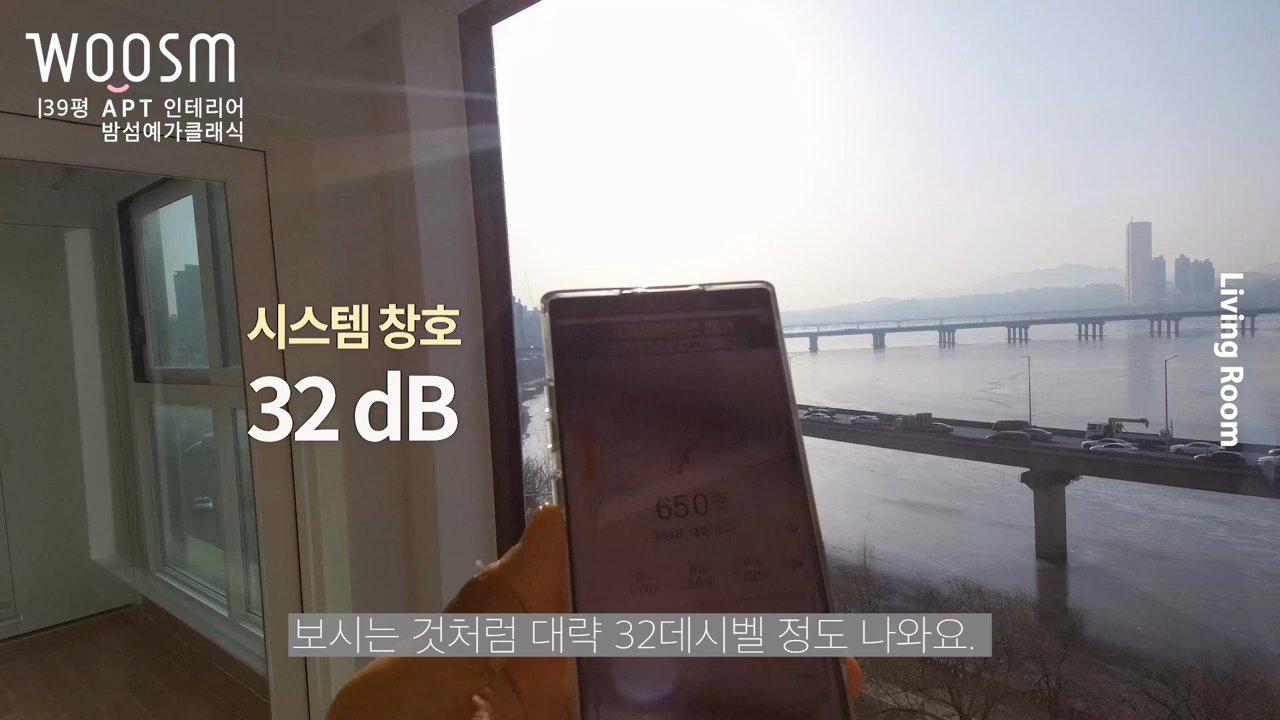 WOOSM
|39평 APT 인테리어
밤섬예가클래식
시스템 창호
32 dB
Living Room
65.0 dB
보시는 것처럼 대략 32데시벨 정도 나와요.